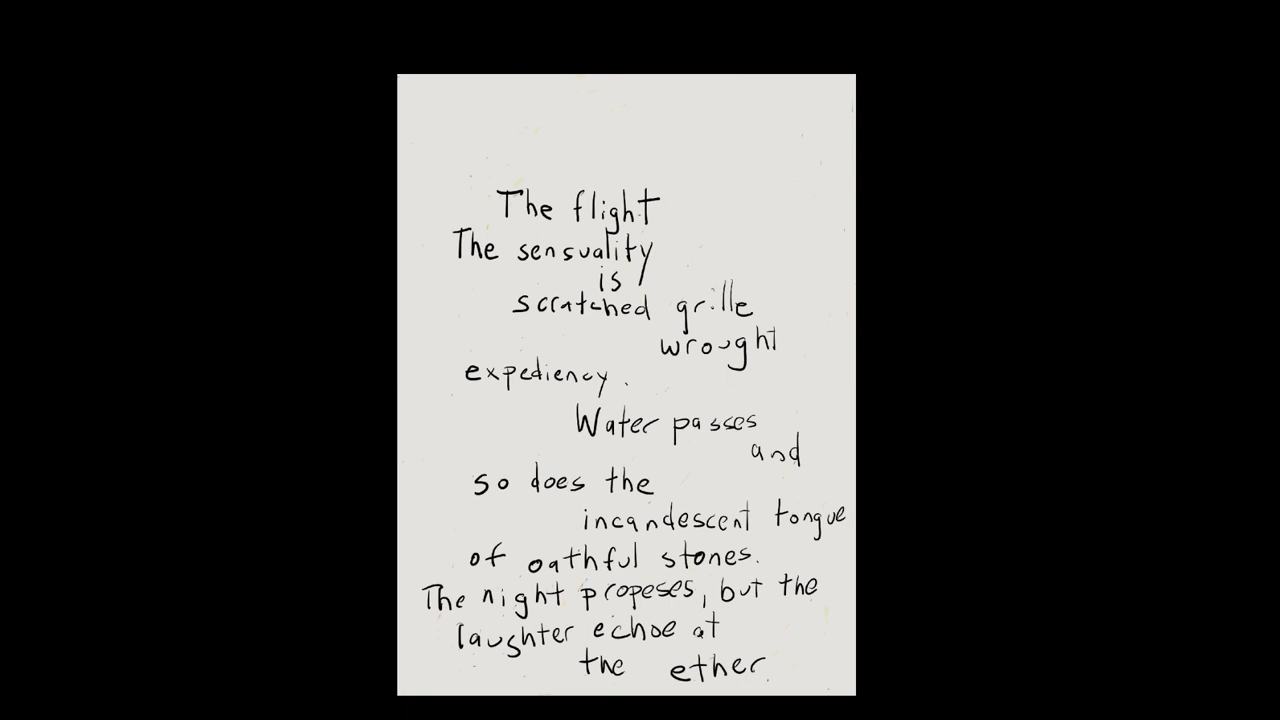 The flight
The sensuality
is
scratched grille
wrought
expediency.
Water passes
and
so does the
incandescent tongue
of oathful stones.
The night propeses, but the
laughter echoe at
the ether.